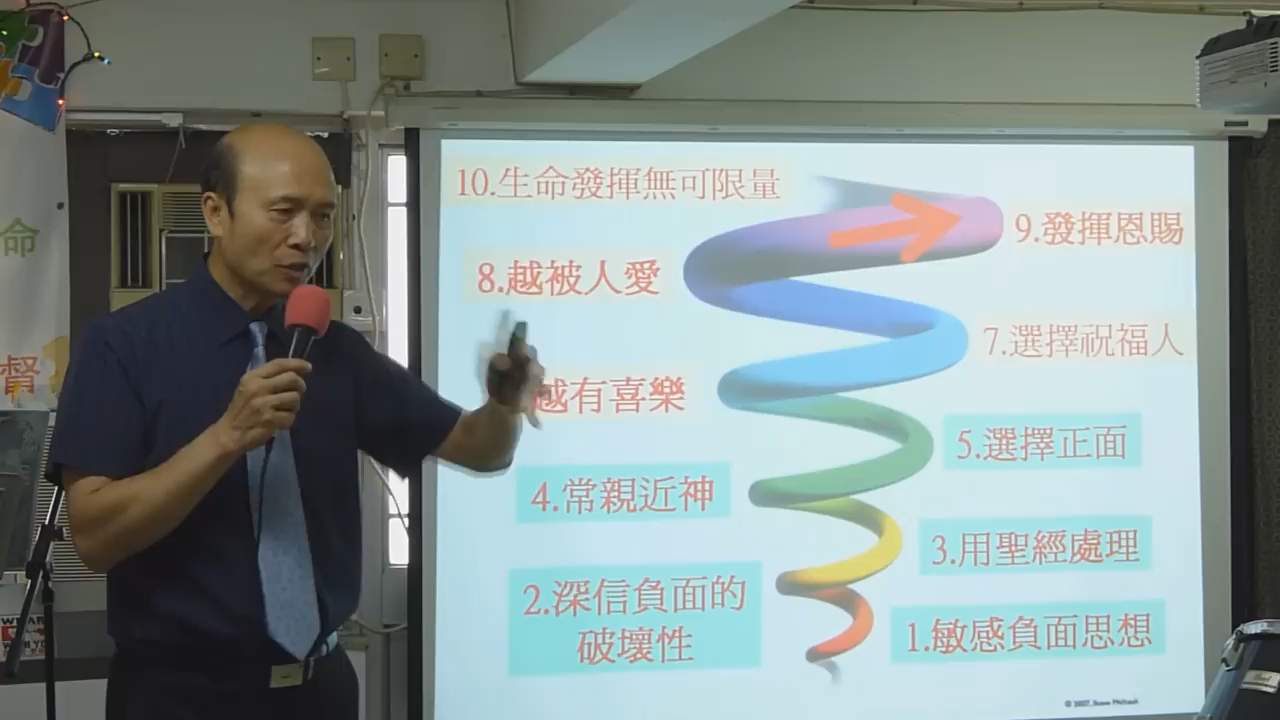 10.生命發揮無可限量
9.發揮恩賜
8.越被人愛
7.選擇祝福人
越有喜樂
5.選擇正面
4.常親近神
3.用聖經處理
2.深信負面的
破壞性
1.敏感負面思想
命
督